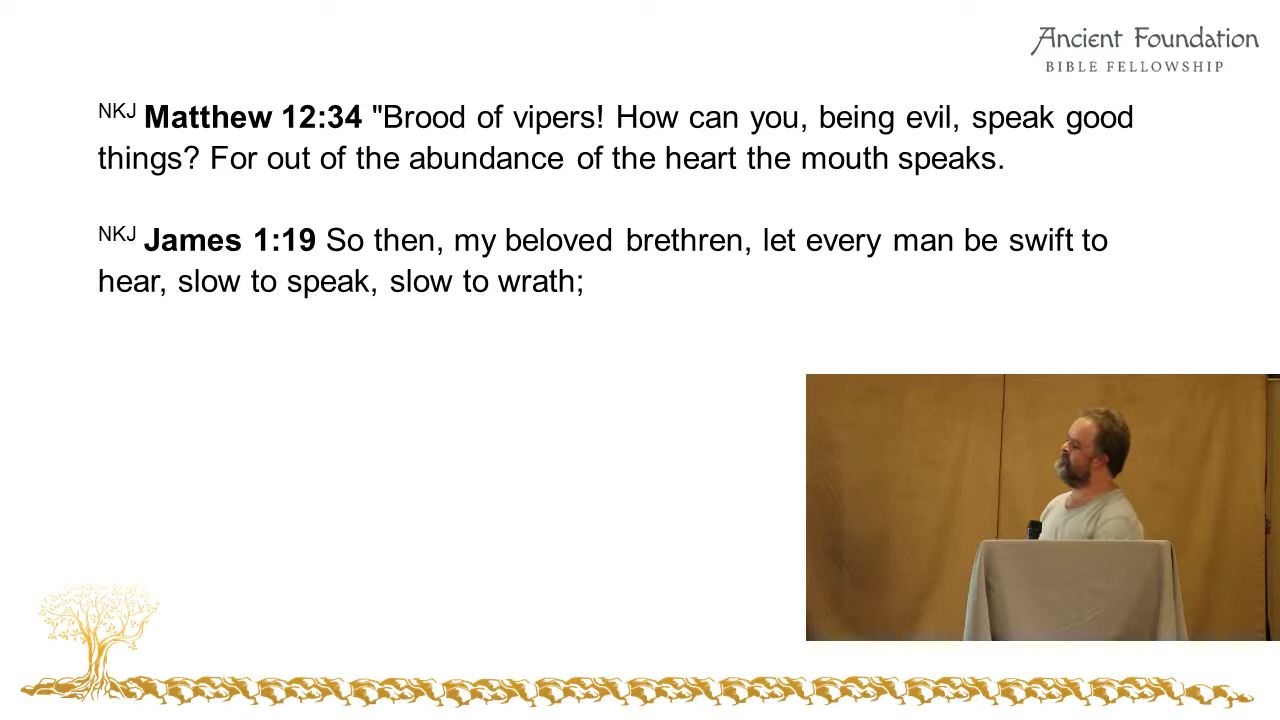 Ancient Foundation
BIBLE FELLOWSHIP
NKJ Matthew 12:34 "Brood of vipers! How can you, being evil, speak good
things? For out of the abundance of the heart the mouth speaks.
NKJ James 1:19 So then, my beloved brethren, let every man be swift to
hear, slow to speak, slow to wrath;